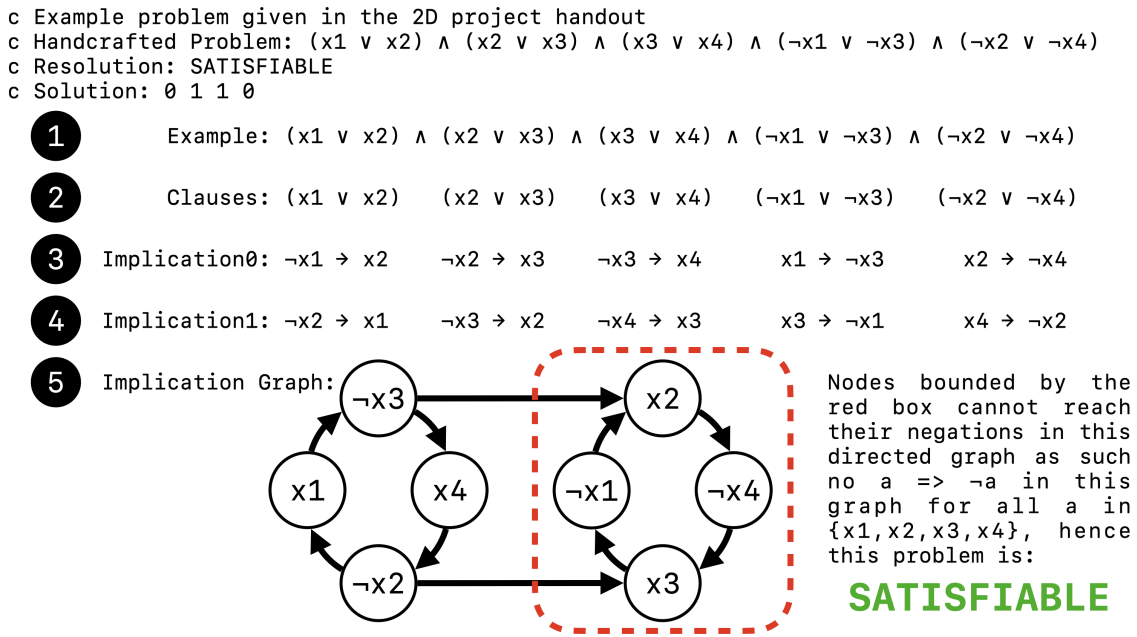 c Example problem given in the 2D project handout
c Handcrafted Problem: (x1 ∨ x2) ∧ (x2 ∨ x3) ∧ (x3 ∨ x4) ∧ (¬x1 ∨ ¬x3) ∧ (¬x2 ∨ ¬x4)
c Resolution: SATISFIABLE
c Solution: 0 1 1 0
1 Example: (x1 ∨ x2) ∧ (x2 ∨ x3) ∧ (x3 ∨ x4) ∧ (¬x1 ∨ ¬x3) ∧ (¬x2 ∨ ¬x4)
2 Clauses: (x1 ∨ x2) (x2 ∨ x3) (x3 ∨ x4) (¬x1 ∨ ¬x3) (¬x2 ∨ ¬x4)
3 Implication0: ¬x1 → x2 ¬x2 → x3 ¬x3 → x4 x1 → ¬x3 x2 → ¬x4
4 Implication1: ¬x2 → x1 ¬x3 → x2 ¬x4 → x3 x3 → ¬x1 x4 → ¬x2
5 Implication Graph:
¬x3 x2
x1 x4 ¬x1 ¬x4
¬x2 x3
Nodes bounded by the
red box cannot reach
their negations in this
directed graph as such
no a => ¬a in this
graph for all a in
{x1,x2,x3,x4}, hence
this problem is:
SATISFIABLE